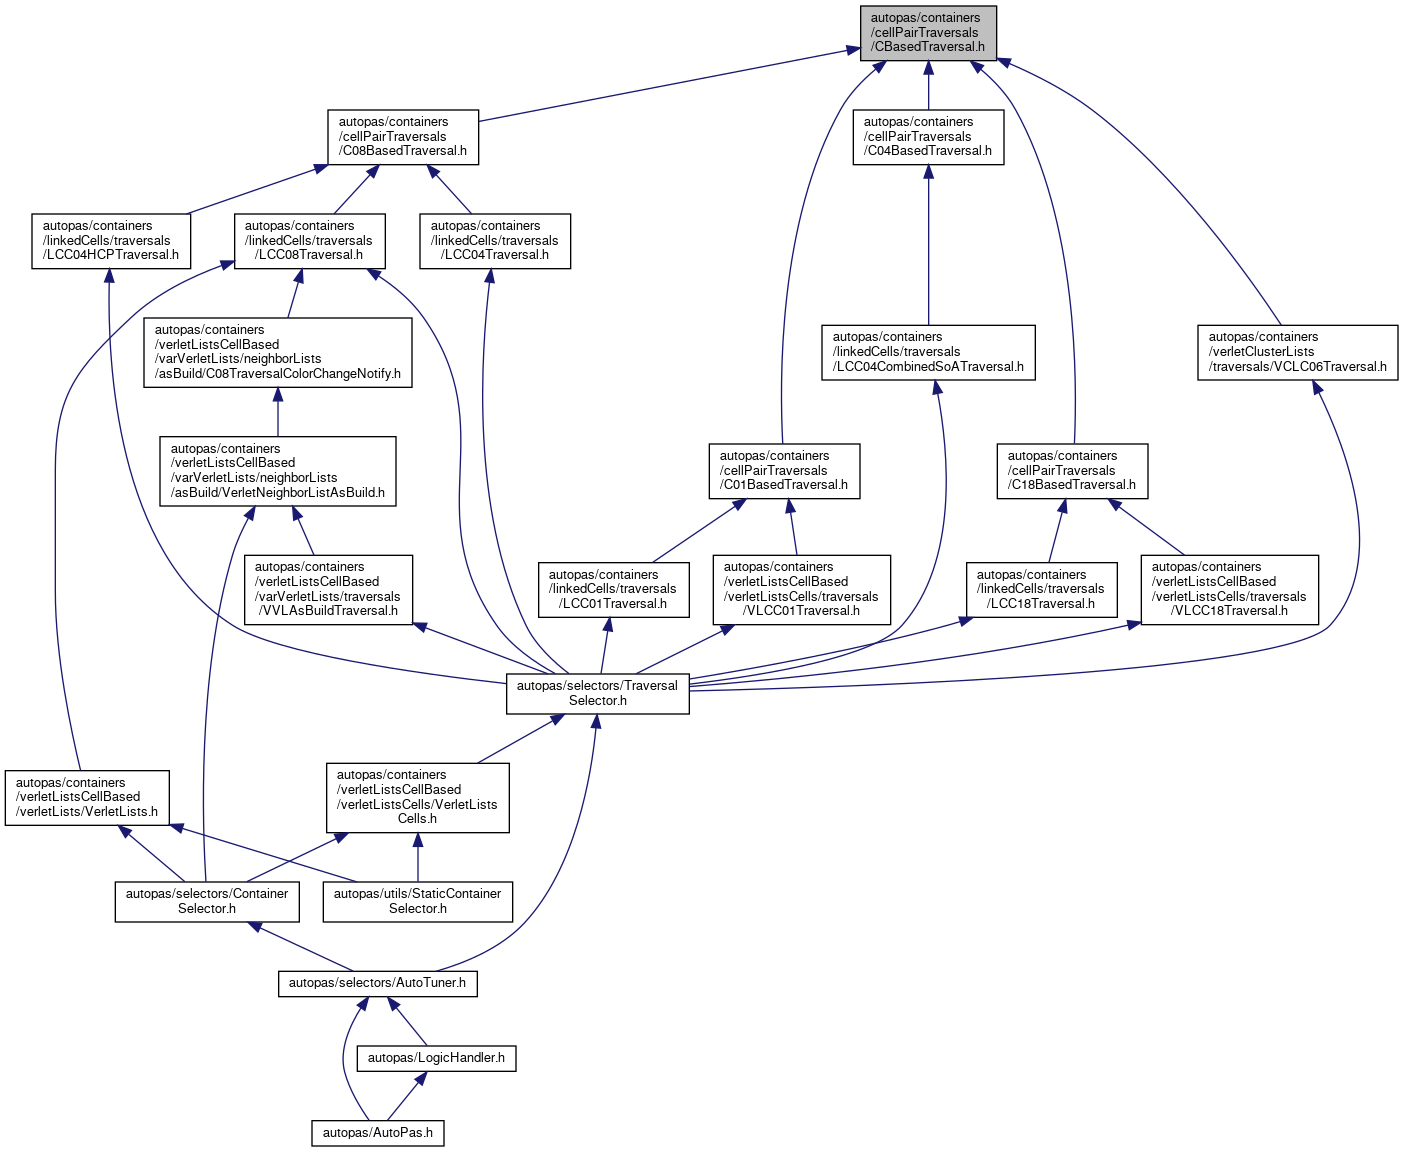 autopas/containers
/cellPairTraversals
/CBasedTraversal.h
autopas/containers
/cellPairTraversals
/C08BasedTraversal.h
autopas/containers
/cellPairTraversals
/C04BasedTraversal.h
autopas/containers
/linkedCells/traversals
/LCC04HCPTraversal.h
autopas/containers
/linkedCells/traversals
/LCC08Traversal.h
autopas/containers
/linkedCells/traversals
/LCC04Traversal.h
autopas/containers
/verletListsCellBased
/varVerletLists/neighborLists
/asBuild/C08TraversalColorChangeNotify.h
autopas/containers
/linkedCells/traversals
/LCC04CombinedSoATraversal.h
autopas/containers
/verletClusterLists
/traversals/VCLC06Traversal.h
autopas/containers
/verletListsCellBased
/varVerletLists/neighborLists
/asBuild/VerletNeighborListAsBuild.h
autopas/containers
/cellPairTraversals
/C01BasedTraversal.h
autopas/containers
/cellPairTraversals
/C18BasedTraversal.h
autopas/containers
/verletListsCellBased
/varVerletLists/traversals
/VVLAsBuildTraversal.h
autopas/containers
/linkedCells/traversals
/LCC01Traversal.h
autopas/containers
/verletListsCellBased
/verletListsCells/traversals
/VLCC01Traversal.h
autopas/containers
/linkedCells/traversals
/LCC18Traversal.h
autopas/containers
/verletListsCellBased
/verletListsCells/traversals
/VLCC18Traversal.h
autopas/selectors/Traversal
Selector.h
autopas/containers
/verletListsCellBased
/verletLists/VerletLists.h
autopas/containers
/verletListsCellBased
/verletListsCells/VerletLists
Cells.h
autopas/selectors/Container
Selector.h
autopas/utils/StaticContainer
Selector.h
autopas/selectors/AutoTuner.h
autopas/LogicHandler.h
autopas/AutoPas.h